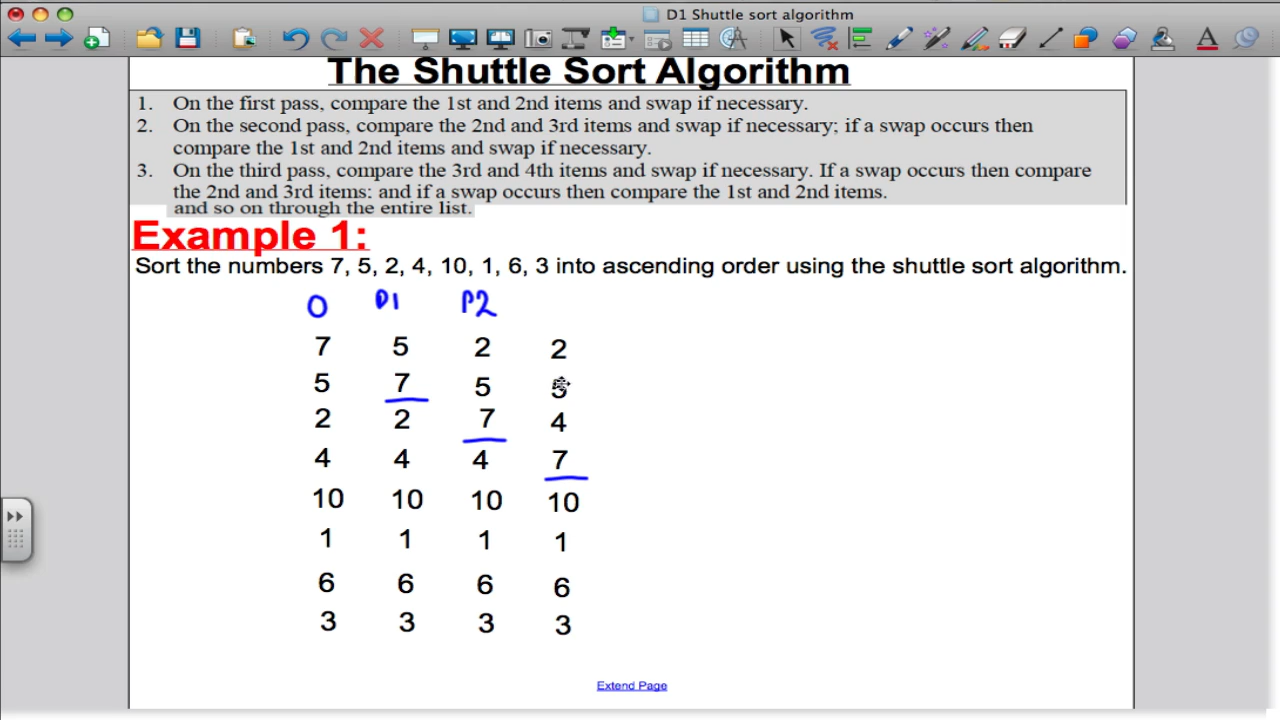 D1 Shuttle sort algorithm
The Shuttle Sort Algorithm
1. On the first pass, compare the 1st and 2nd items and swap if necessary.
2. On the second pass, compare the 2nd and 3rd items and swap if necessary; if a swap occurs then
compare the 1st and 2nd items and swap if necessary.
3. On the third pass, compare the 3rd and 4th items and swap if necessary. If a swap occurs then compare
the 2nd and 3rd items: and if a swap occurs then compare the 1st and 2nd items.
and so on through the entire list.
Example 1:
Sort the numbers 7, 5, 2, 4, 10, 1, 6, 3 into ascending order using the shuttle sort algorithm.
O P1 P2
7 5 2 2
5 7 5 5
2 2 7 4
4 4 4 7
10 10 10 10
1 1 1 1
6 6 6 6
3 3 3 3
Extend Page